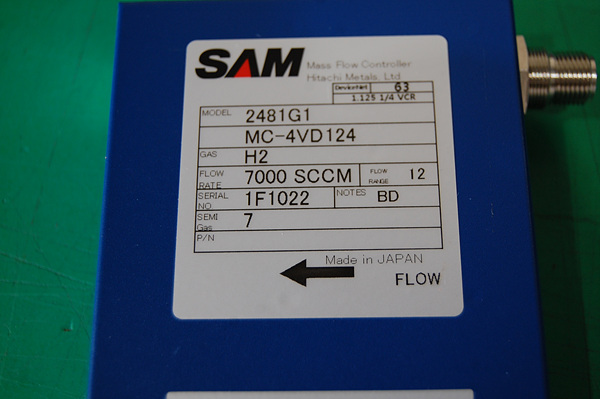 SAM Mass Flow Controller
Hitachi Metals, Ltd
DeviceNet 63
1.125 1/4 VCR
MODEL 2481G1
MC-4VD124
GAS H2
FLOW RATE 7000 SCCM FLOW RANGE 12
SERIAL NO. 1F1022 NOTES BD
SEMI Gas 7
P/N
Made in JAPAN
FLOW